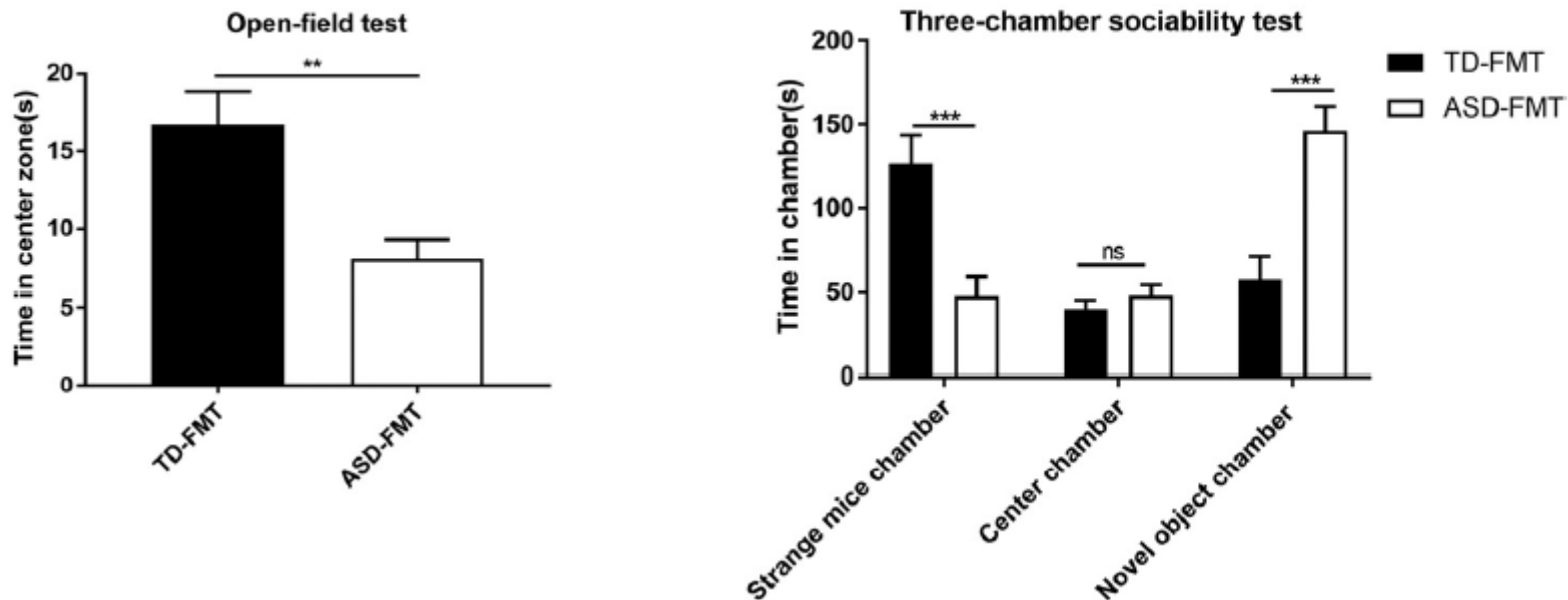 Open-field test
**
Time in center zone(s)
20
15
10
5
0
TD-FMT
ASD-FMT
Three-chamber sociability test
TD-FMT
ASD-FMT
***
ns
***
Time in chamber(s)
200
150
100
50
0
Strange mice chamber
Center chamber
Novel object chamber